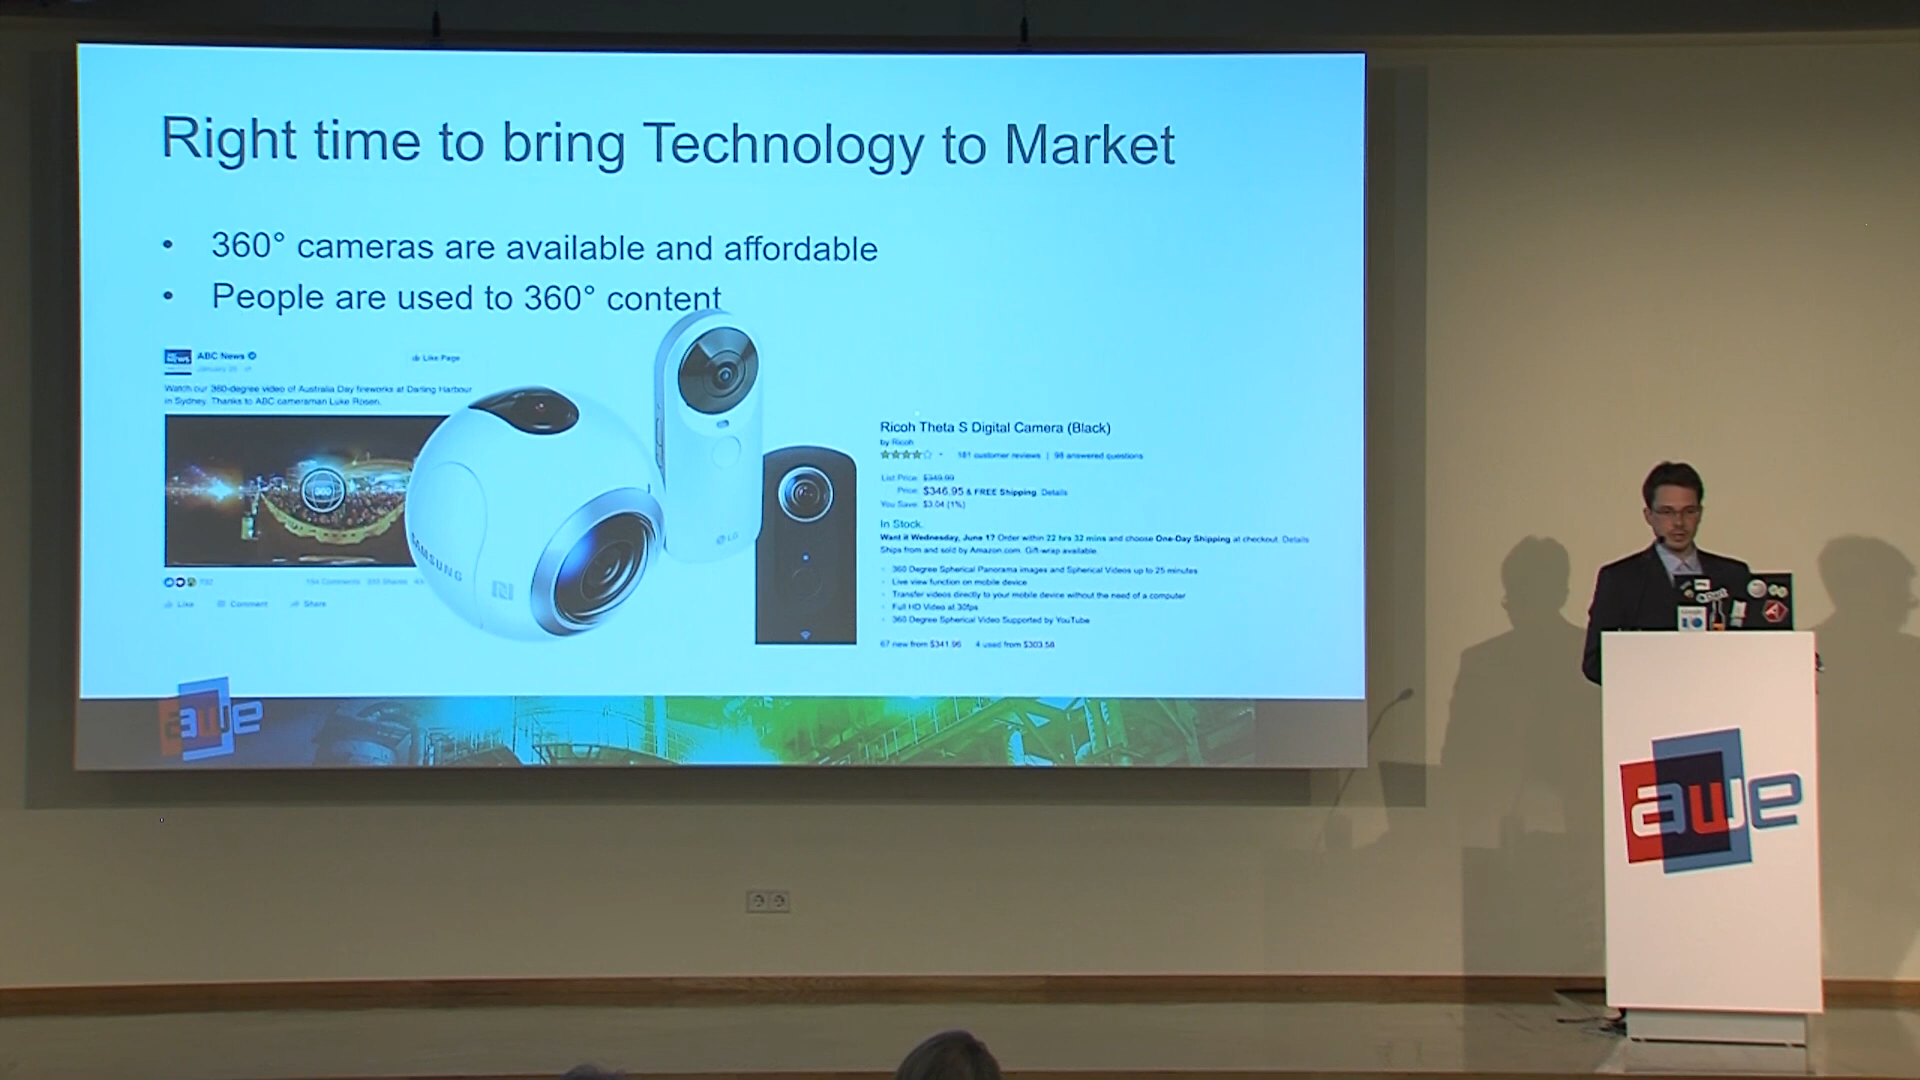 Right time to bring Technology to Market
• 360° cameras are available and affordable
• People are used to 360° content
ABC News
Like Page
Watch our 360-degree video of Australia Day fireworks at Darling Harbour
in Sydney. Thanks to ABC cameraman Luke Rosen.
360
Like Comment Share
SAMSUNG
LG
Ricoh Theta S Digital Camera (Black)
by Ricoh
181 customer reviews | 98 answered questions
List Price: $349.99
Price: $346.95 & FREE Shipping. Details
You Save: $3.04 (1%)
In Stock.
Want it Wednesday, June 1? Order within 22 hrs 32 mins and choose One-Day Shipping at checkout. Details
Ships from and sold by Amazon.com. Gift-wrap available.
360 Degree Spherical Panorama images and Spherical Videos up to 25 minutes
Live view function on mobile device
Transfer videos directly to your mobile device without the need of a computer
Full HD Video at 30fps
360 Degree Spherical Video Supported by YouTube
67 new from $341.96 4 used from $303.58
awe
awe